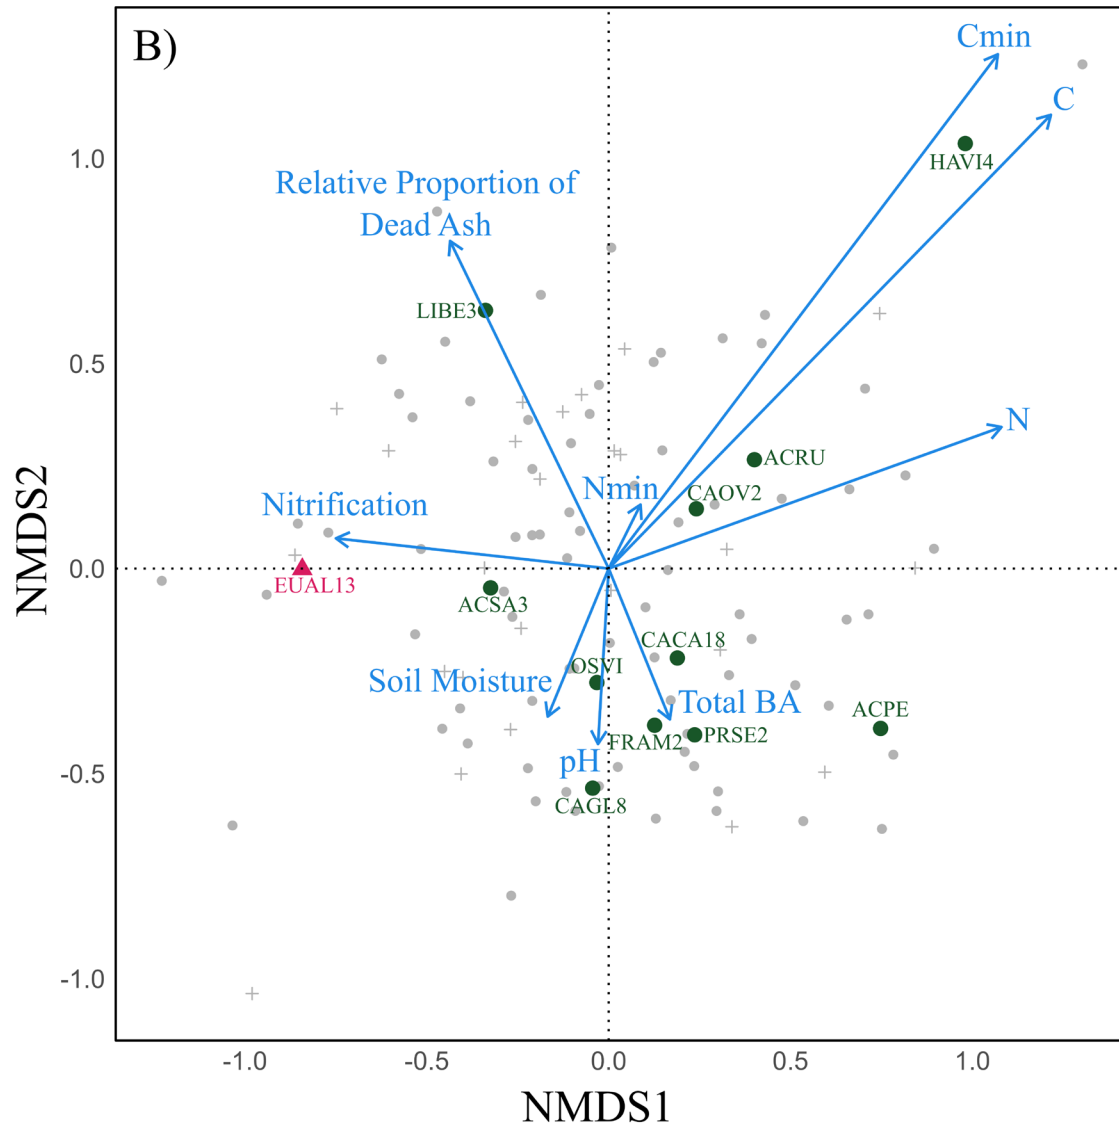 B)
Cmin
C
HAVI4
1.0
Relative Proportion of
Dead Ash
LIBE3
0.5
N
ACRU
Nmin
CAOV2
Nitrification
NMDS2
0.0
EUAL13
ACSA3
CACA18
OSVI
Soil Moisture
Total BA
ACPE
FRAM2
PRSE2
-0.5
pH
CAGL8
-1.0
-1.0
-0.5
0.0
0.5
1.0
NMDS1